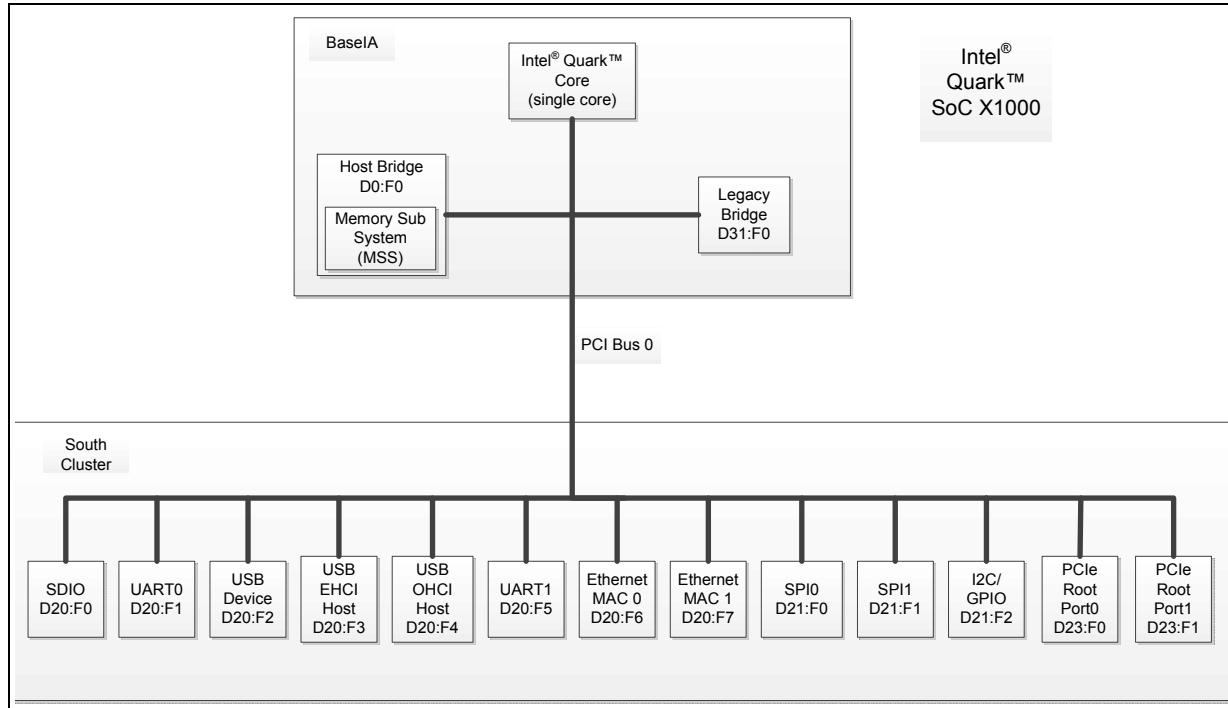 BaseIA
Intel® Quark™
Core
(single core)
Intel®
Quark™
SoC X1000
Host Bridge
D0:F0
Memory Sub
System
(MSS)
Legacy
Bridge
D31:F0
PCI Bus 0
South
Cluster
SDIO
D20:F0
UART0
D20:F1
USB
Device
D20:F2
USB
EHCI
Host
D20:F3
USB
OHCI
Host
D20:F4
UART1
D20:F5
Ethernet
MAC 0
D20:F6
Ethernet
MAC 1
D20:F7
SPI0
D21:F0
SPI1
D21:F1
I2C/
GPIO
D21:F2
PCIe
Root
Port0
D23:F0
PCIe
Root
Port1
D23:F1